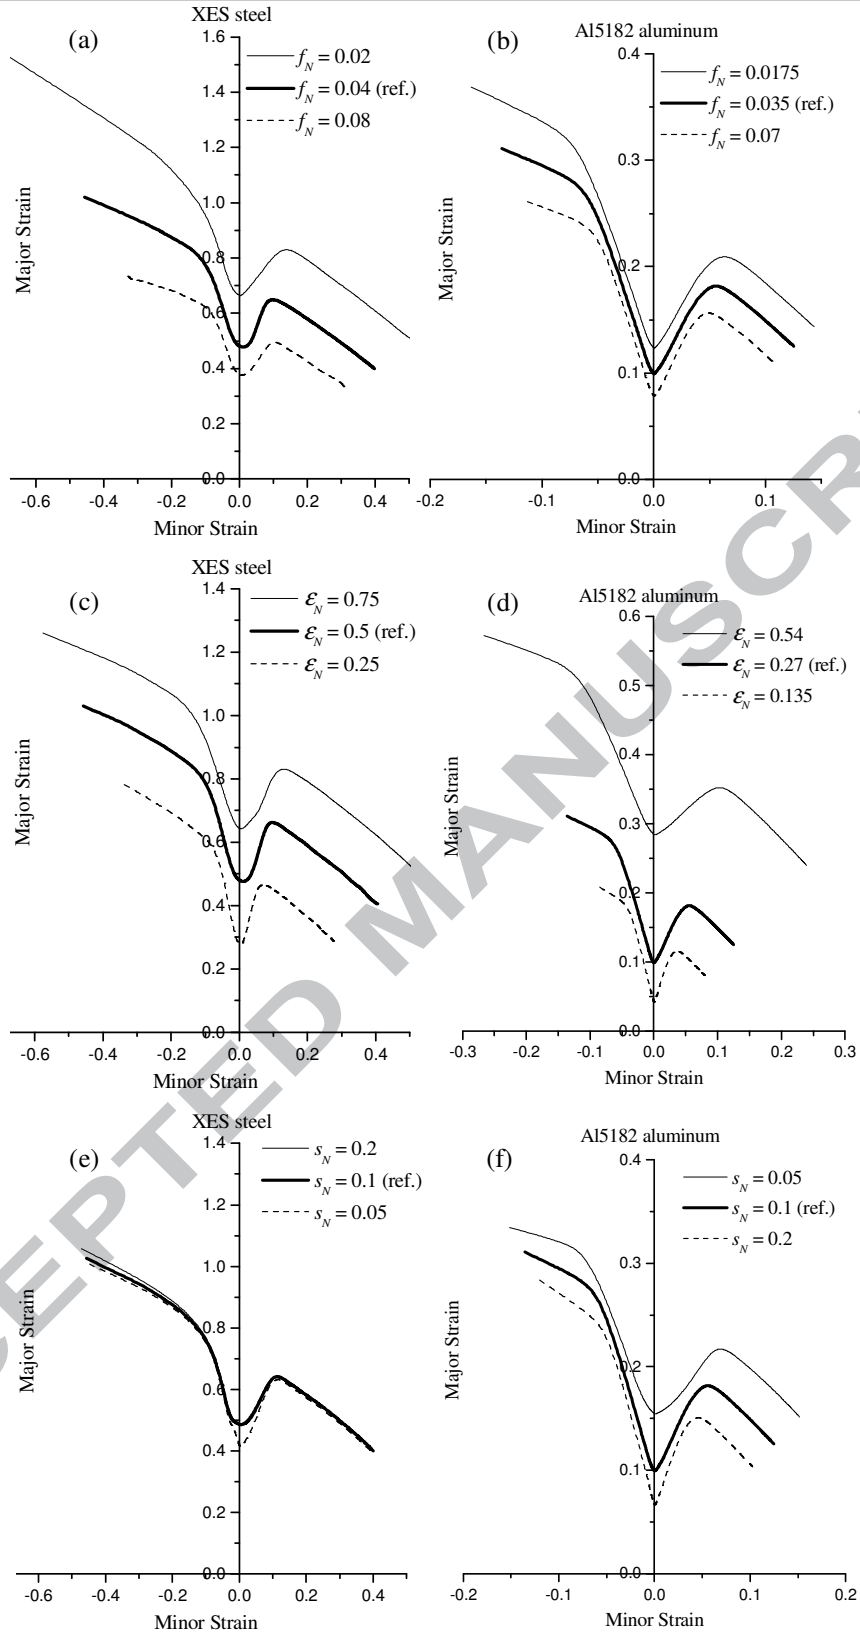 XES steel
(a)
f_N = 0.02
f_N = 0.04 (ref.)
f_N = 0.08
Major Strain
1.6
1.4
1.2
1.0
0.8
0.6
0.4
0.2
0.0
-0.6 -0.4 -0.2 0.0 0.2 0.4
Minor Strain
Al5182 aluminum
(b)
f_N = 0.0175
f_N = 0.035 (ref.)
f_N = 0.07
Major Strain
0.4
0.3
0.2
0.1
0.0
-0.2 -0.1 0.0 0.1
Minor Strain
XES steel
(c)
ε_N = 0.75
ε_N = 0.5 (ref.)
ε_N = 0.25
Major Strain
1.4
1.2
1.0
0.8
0.6
0.4
0.2
0.0
-0.6 -0.4 -0.2 0.0 0.2 0.4
Minor Strain
Al5182 aluminum
(d)
ε_N = 0.54
ε_N = 0.27 (ref.)
ε_N = 0.135
Major Strain
0.6
0.5
0.4
0.3
0.2
0.1
0.0
-0.3 -0.2 -0.1 0.0 0.1 0.2 0.3
Minor Strain
XES steel
(e)
s_N = 0.2
s_N = 0.1 (ref.)
s_N = 0.05
Major Strain
1.4
1.2
1.0
0.8
0.6
0.4
0.2
0.0
-0.6 -0.4 -0.2 0.0 0.2 0.4
Minor Strain
Al5182 aluminum
(f)
s_N = 0.05
s_N = 0.1 (ref.)
s_N = 0.2
Major Strain
0.4
0.3
0.2
0.1
0.0
-0.2 -0.1 0.0 0.1 0.2
Minor Strain
CEPTED MANUSCR